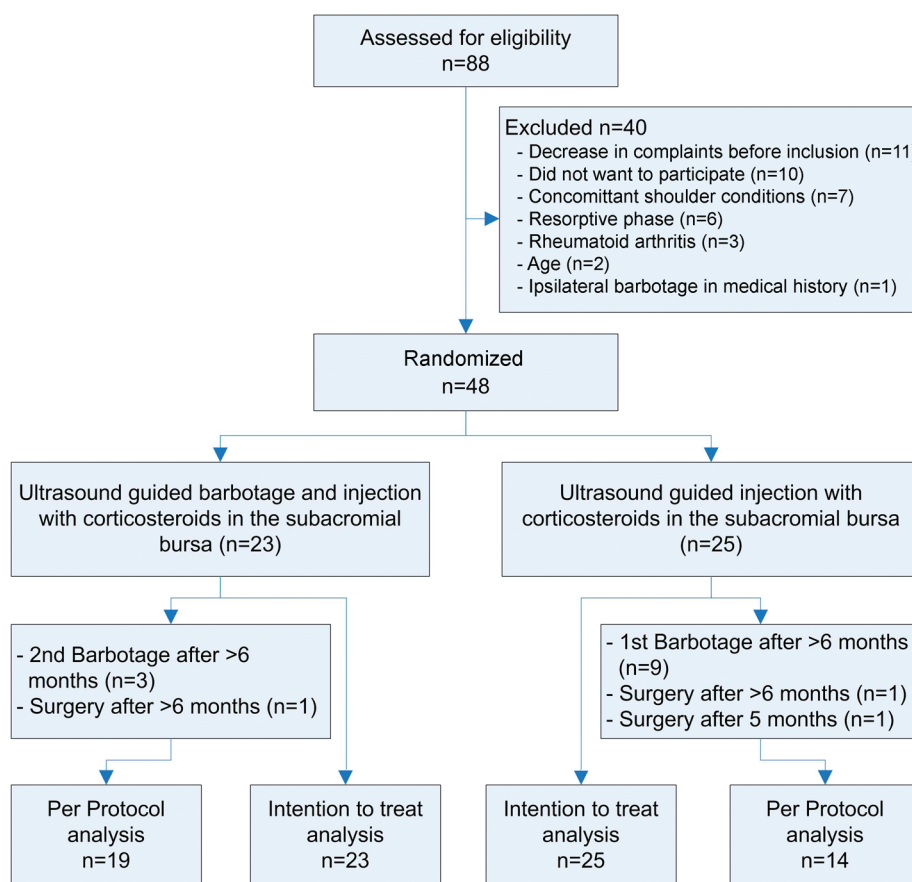 Assessed for eligibility
n=88
Excluded n=40
- Decrease in complaints before inclusion (n=11)
- Did not want to participate (n=10)
- Concomittant shoulder conditions (n=7)
- Resorptive phase (n=6)
- Rheumatoid arthritis (n=3)
- Age (n=2)
- Ipsilateral barbotage in medical history (n=1)
Randomized
n=48
Ultrasound guided barbotage and injection
with corticosteroids in the subacromial
bursa (n=23)
Ultrasound guided injection with
corticosteroids in the subacromial bursa
(n=25)
- 2nd Barbotage after >6
months (n=3)
- Surgery after >6 months (n=1)
- 1st Barbotage after >6 months
(n=9)
- Surgery after >6 months (n=1)
- Surgery after 5 months (n=1)
Per Protocol
analysis
n=19
Intention to treat
analysis
n=23
Intention to treat
analysis
n=25
Per Protocol
analysis
n=14